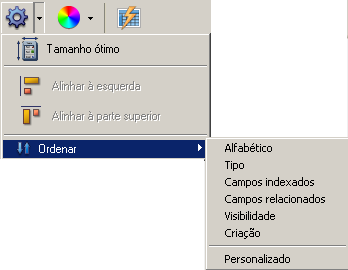 Tamanho ótimo
Alinhar à esquerda
Alinhar à parte superior
Ordenar
Alfabético
Tipo
Campos indexados
Campos relacionados
Visibilidade
Criação
Personalizado